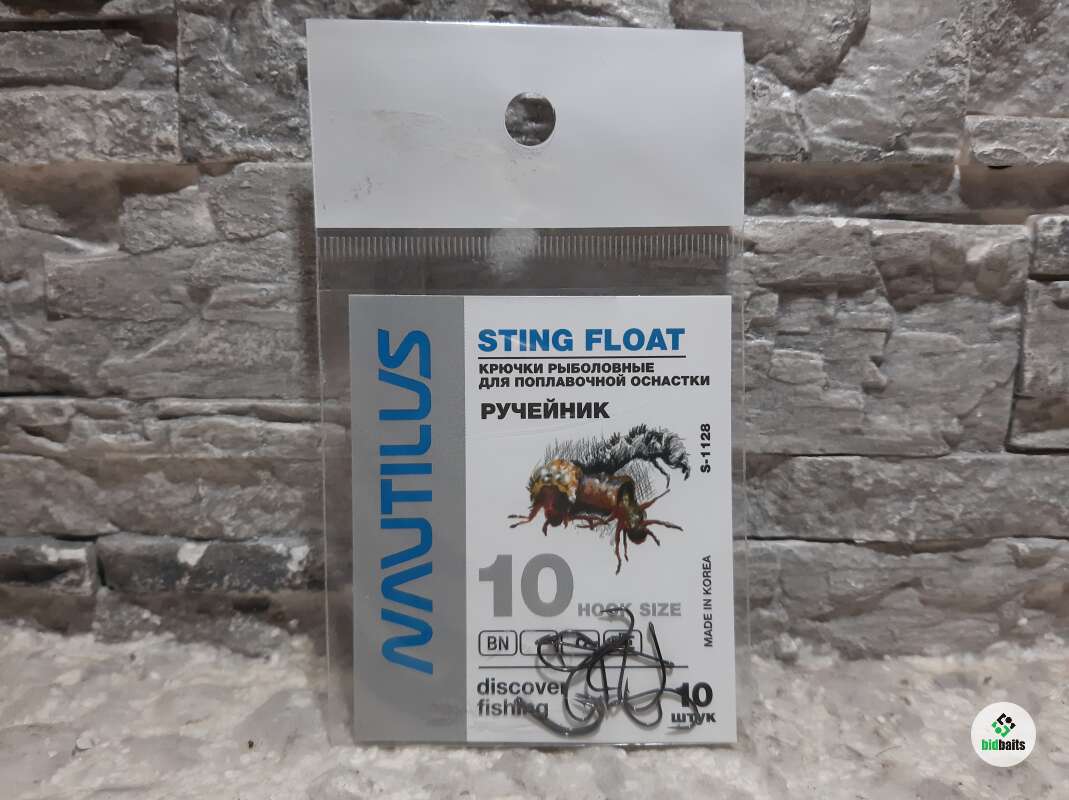 NAUTILUS
STING FLOAT
КРЮЧКИ РЫБОЛОВНЫЕ
ДЛЯ ПОПЛАВОЧНОЙ ОСНАСТКИ
РУЧЕЙНИК
S-1128
10 HOOK SIZE
MADE IN KOREA
BN
discover
fishing
10
штук
bidbaits